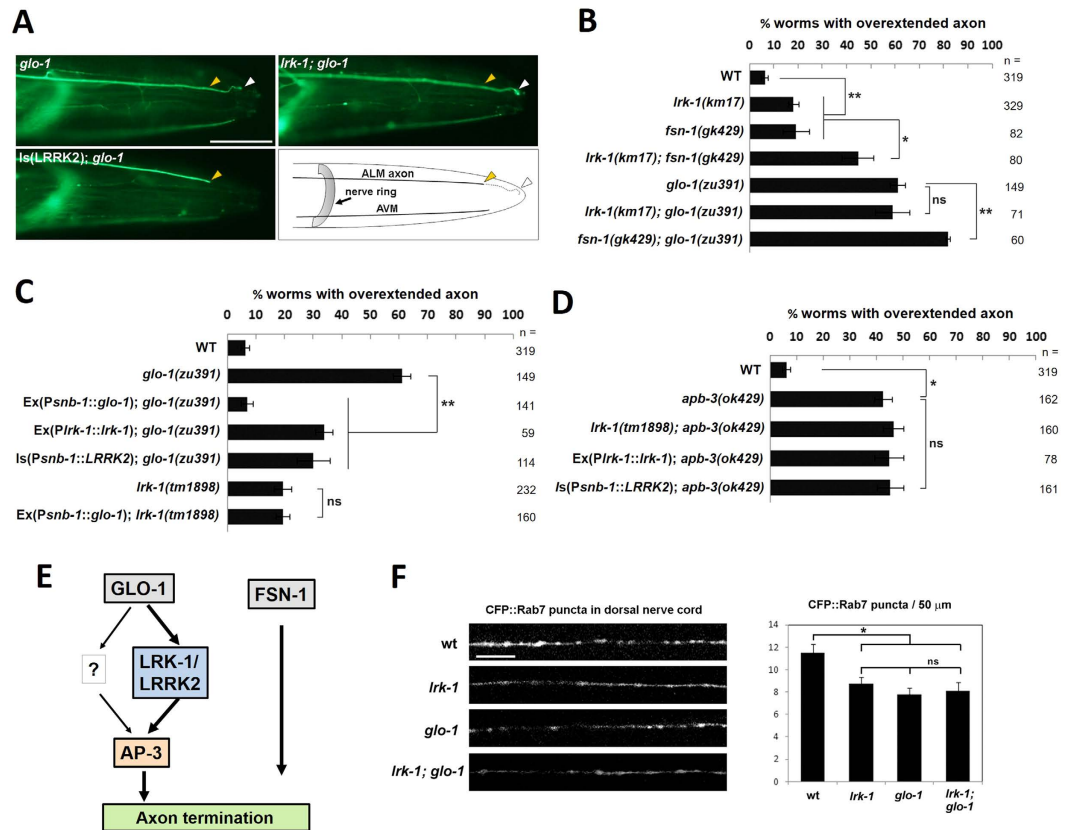 A
glo-1
lrk-1; glo-1
Is(LRRK2); glo-1
ALM axon
nerve ring
AVM
B
% worms with overextended axon
0 10 20 30 40 50 60 70 80 90 100
n =
WT 319
lrk-1(km17) 329
**
fsn-1(gk429) 82
*
lrk-1(km17); fsn-1(gk429) 80
glo-1(zu391) 149
ns
lrk-1(km17); glo-1(zu391) 71
**
fsn-1(gk429); glo-1(zu391) 60
C
% worms with overextended axon
0 10 20 30 40 50 60 70 80 90 100
n =
WT 319
glo-1(zu391) 149
Ex(Psnb-1::glo-1); glo-1(zu391) 141
**
Ex(Plrk-1::lrk-1); glo-1(zu391) 59
Is(Psnb-1::LRRK2); glo-1(zu391) 114
lrk-1(tm1898) 232
ns
Ex(Psnb-1::glo-1); lrk-1(tm1898) 160
D
% worms with overextended axon
0 10 20 30 40 50 60 70 80 90 100
n =
WT 319
*
apb-3(ok429) 162
lrk-1(tm1898); apb-3(ok429) 160
ns
Ex(Plrk-1::lrk-1); apb-3(ok429) 78
Is(Psnb-1::LRRK2); apb-3(ok429) 161
E
GLO-1
FSN-1
?
LRK-1/
LRRK2
AP-3
Axon termination
F
CFP::Rab7 puncta in dorsal nerve cord
wt
lrk-1
glo-1
lrk-1; glo-1
CFP::Rab7 puncta / 50 μm
14
12
10
8
6
4
2
0
*
ns
wt
lrk-1
glo-1
lrk-1;
glo-1